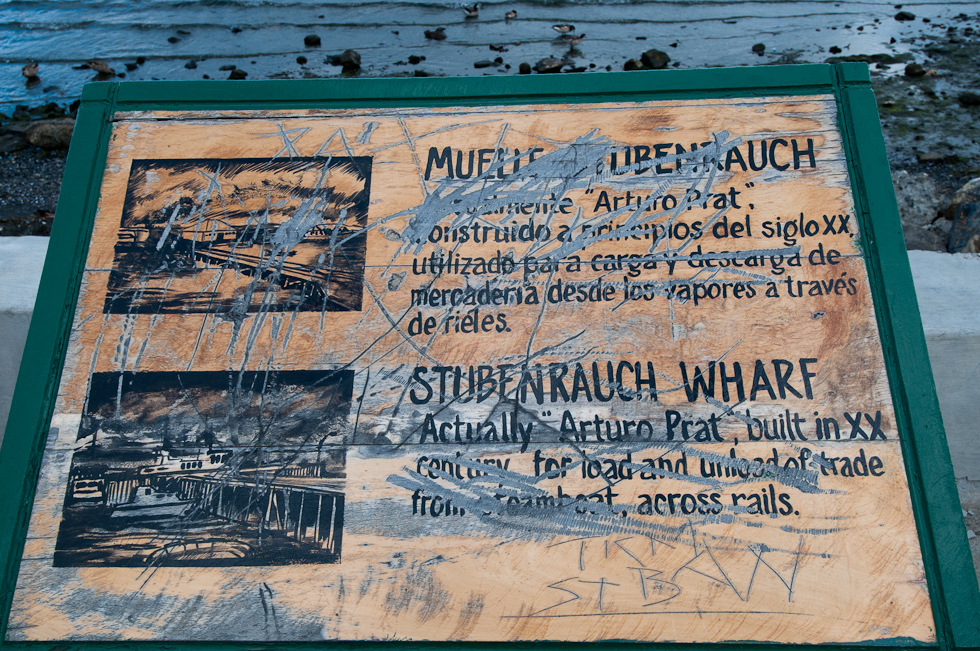 MUELLE STUBENRAUCH
"Arturo Prat",
construido a principios del siglo XX,
utilizado para carga y descarga de
mercadería desde los vapores a través
de rieles.
STUBENRAUCH WHARF
Actually "Arturo Prat", built in XX
century, for load and unload of trade
from steamboat, across rails.